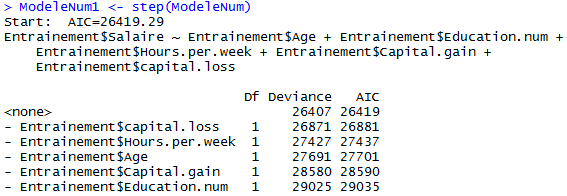 > ModeleNum1 <- step(ModeleNum)
Start:  AIC=26419.29
Entrainement$Salaire ~ Entrainement$Age + Entrainement$Education.num +
    Entrainement$Hours.per.week + Entrainement$Capital.gain +
    Entrainement$capital.loss

                              Df Deviance   AIC
<none>                             26407 26419
- Entrainement$capital.loss    1    26871 26881
- Entrainement$Hours.per.week  1    27427 27437
- Entrainement$Age             1    27691 27701
- Entrainement$Capital.gain    1    28580 28590
- Entrainement$Education.num   1    29025 29035